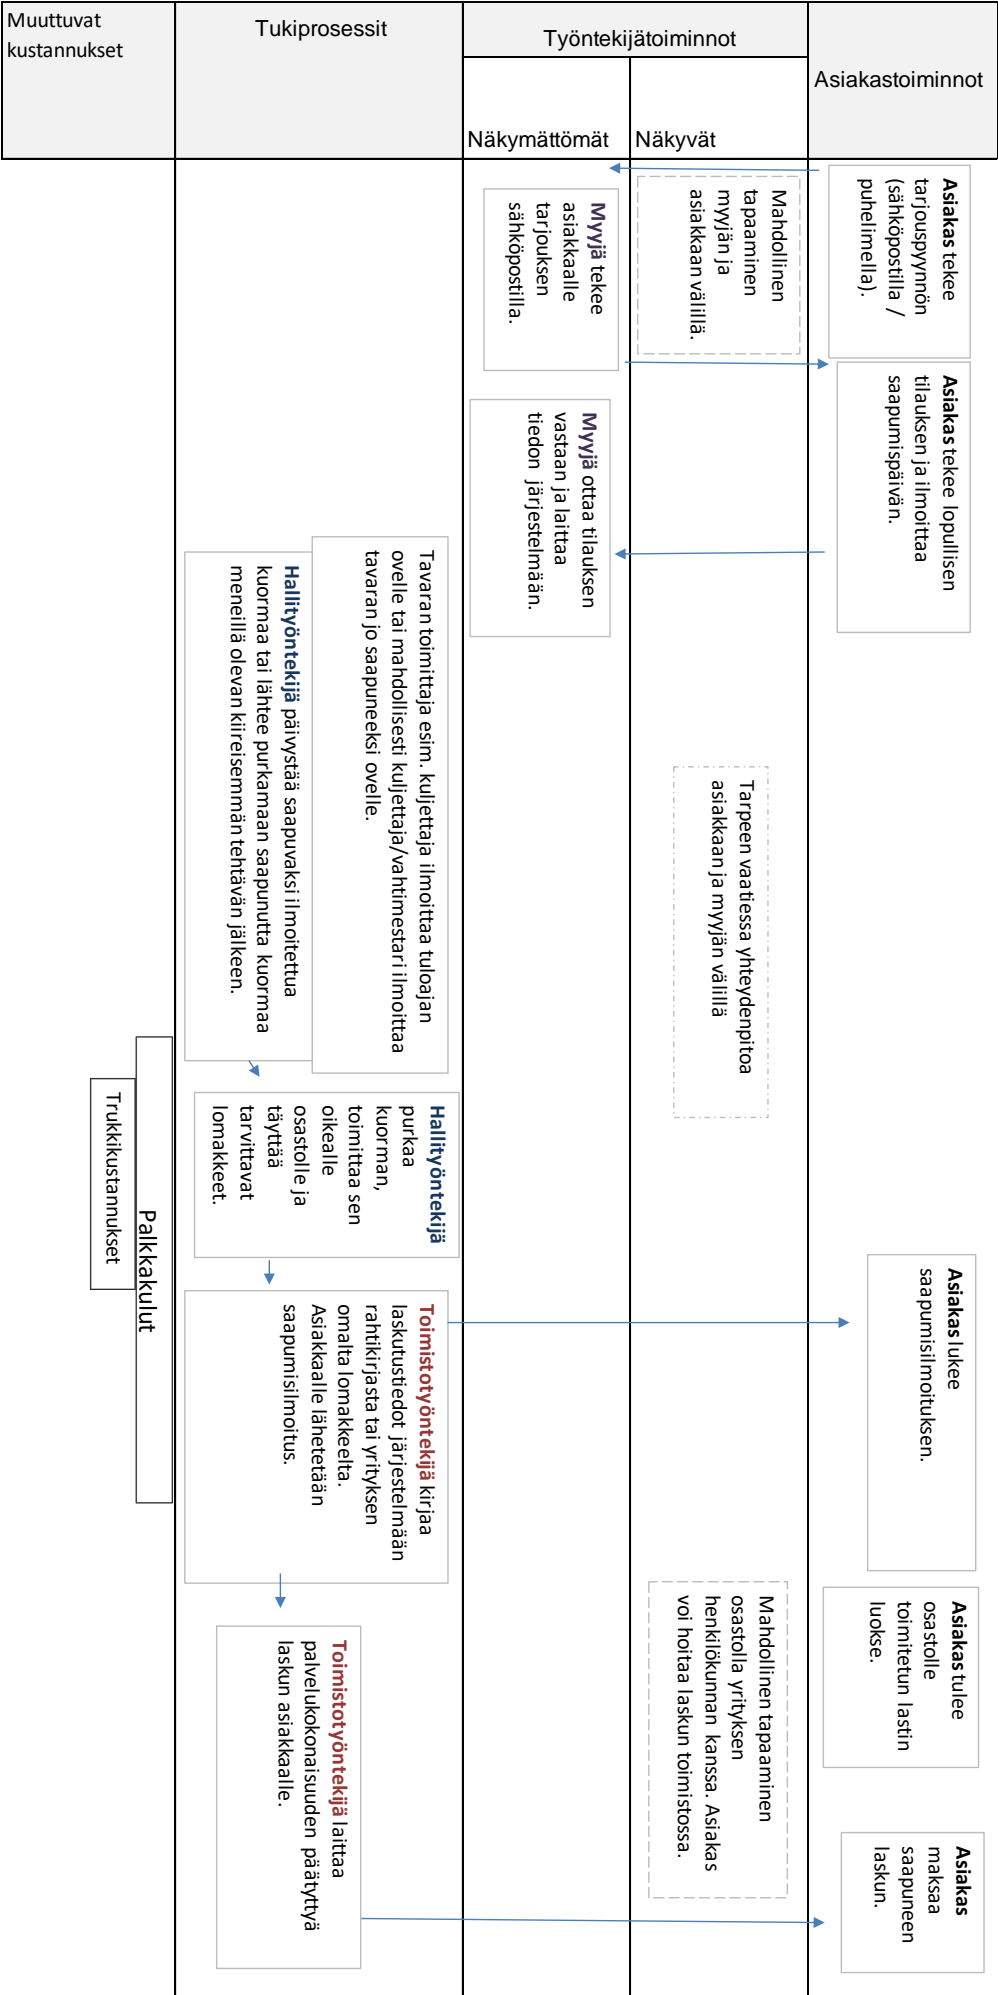 Muuttuvat
kustannukset
Tukiprosessit
Työntekijätoiminnot
Asiakastoiminnot
Näkymättömät
Näkyvät
Asiakas tekee
tarjouspyynnön
(sähköpostilla /
puhelimella).
Asiakas tekee lopullisen
tilauksen ja ilmoittaa
saapumispäivän.
Asiakas lukee
saapumisilmoituksen.
Asiakas tulee
osastolle
toimitetun lastin
luokse.
Asiakas
maksaa
saapuneen
laskun.
Mahdollinen
tapaaminen
myyjän ja
asiakkaan välillä.
Tarpeen vaatiessa yhteydenpitoa
asiakkaan ja myyjän välillä
Mahdollinen tapaaminen
osastolla yrityksen
henkilökunnan kanssa. Asiakas
voi hoitaa laskun toimistossa.
Myyjä tekee
asiakkaalle
tarjouksen
sähköpostilla.
Myyjä ottaa tilauksen
vastaan ja laittaa
tiedon järjestelmään.
Tavaran toimittaja esim. kuljettaja ilmoittaa tuloajan
ovelle tai mahdollisesti kuljettaja/vahtimestari ilmoittaa
tavaran jo saapuneeksi ovelle.
Hallityöntekijä päivystää saapuvaksi ilmoitettua
kuormaa tai lähtee purkamaan saapunutta kuormaa
meneillä olevan kiireisemmän tehtävän jälkeen.
Hallityöntekijä
purkaa
kuorman,
toimittaa sen
oikealle
osastolle ja
täyttää
tarvittavat
lomakkeet.
Toimistotyöntekijä kirjaa
laskutustiedot järjestelmään
rahtikirjasta tai yrityksen
omalta lomakkeelta.
Asiakkaalle lähetetään
saapumisilmoitus.
Toimistotyöntekijä laittaa
palvelukokonaisuuden päätyttyä
laskun asiakkaalle.
Palkkakulut
Trukkikustannukset